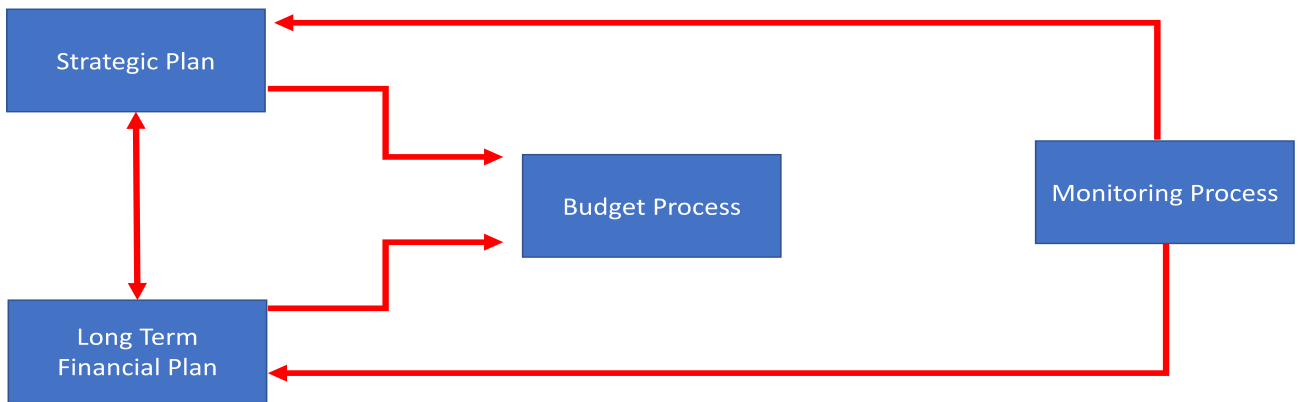 Strategic Plan
Budget Process
Monitoring Process
Long Term
Financial Plan